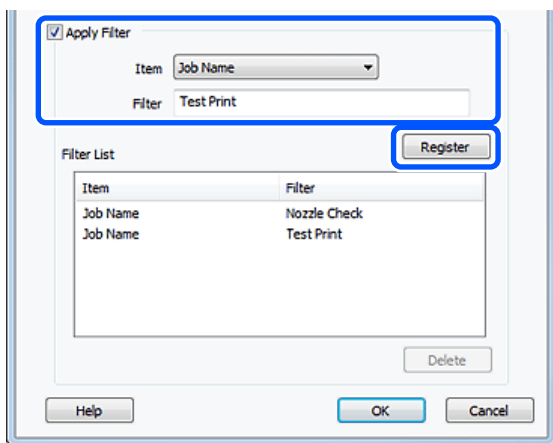 Apply Filter
Item Job Name
Filter Test Print
Register
Filter List
Item Filter
Job Name Nozzle Check
Job Name Test Print
Delete
Help OK Cancel